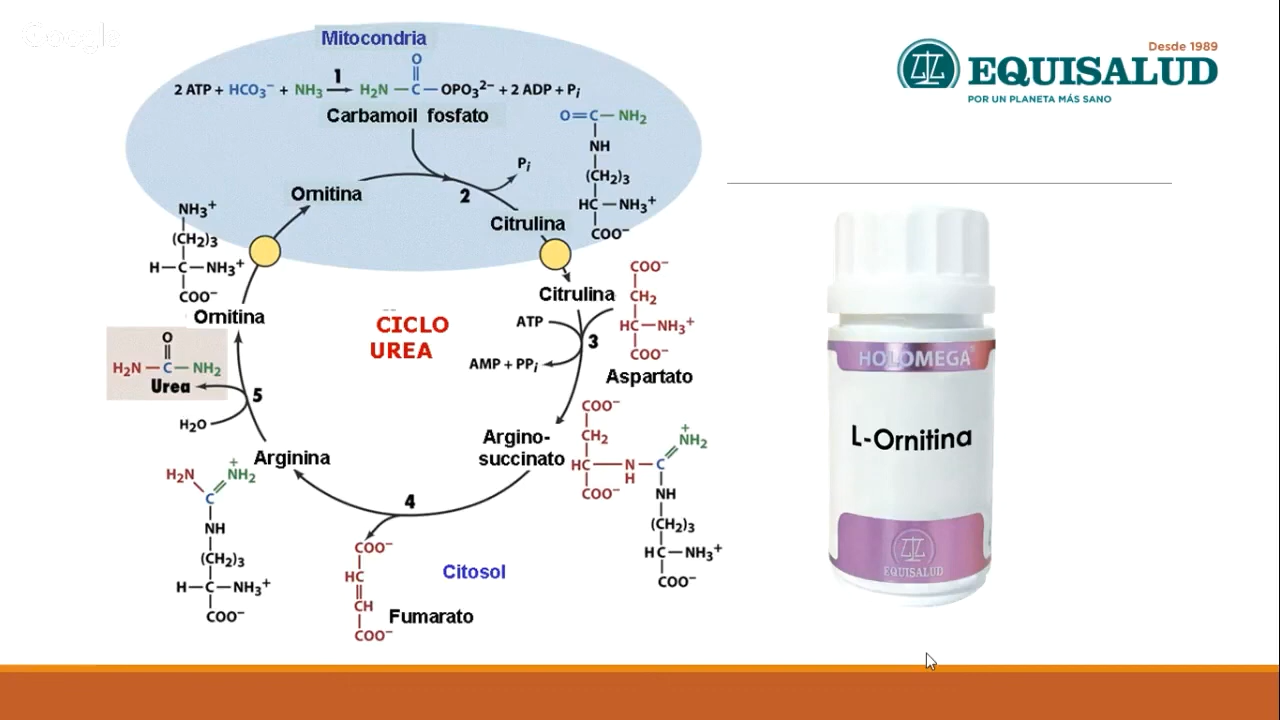 Google
Mitocondria
2 ATP + HCO₃⁻ + NH₃ 1 H₂N — C — OPO₃²⁻ + 2 ADP + Pᵢ
O
Carbamoil fosfato
O=C—NH₂
NH
(CH₂)₃
HC—NH₃⁺
COO⁻
Pᵢ
2
Ornitina
Citrulina
NH₃⁺
(CH₂)₃
H—C—NH₃⁺
COO⁻
Ornitina
Citrulina
COO⁻
CH₂
HC—NH₃⁺
COO⁻
Aspartato
ATP
3
AMP + PPᵢ
CICLO
UREA
O
H₂N — C — NH₂
Urea
5
H₂O
Argino-
succinato
COO⁻
CH₂
HC — N — C
H
COO⁻
+
NH₂
NH
(CH₂)₃
HC—NH₃⁺
COO⁻
Arginina
H₂N
+
NH₂
C
NH
(CH₂)₃
H—C—NH₃⁺
COO⁻
4
COO⁻
HC
CH
COO⁻
Fumarato
Citosol
Desde 1989
EQUISALUD
POR UN PLANETA MÁS SANO
HOLOMEGA®
L-Ornitina
EQUISALUD